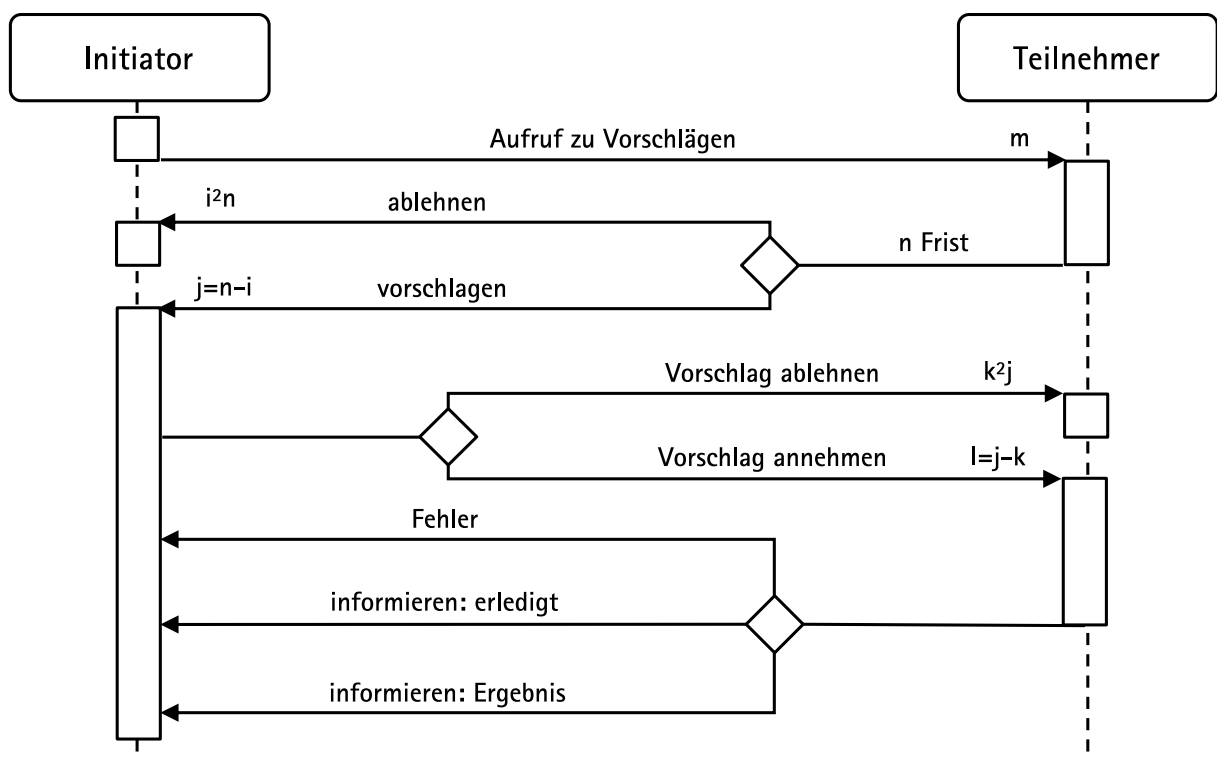 Initiator
Teilnehmer
Aufruf zu Vorschlägen
m
i²n
ablehnen
n Frist
j=n-i
vorschlagen
Vorschlag ablehnen
k²j
Vorschlag annehmen
l=j-k
Fehler
informieren: erledigt
informieren: Ergebnis